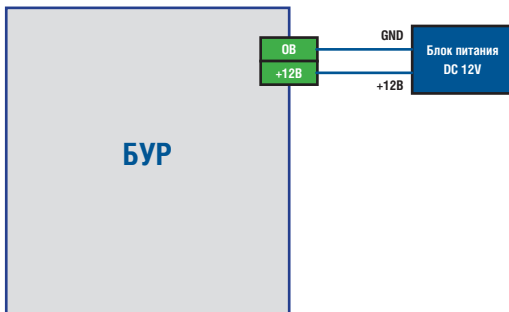 GND
0В
Блок питания
DC 12V
+12В
+12В
БУР